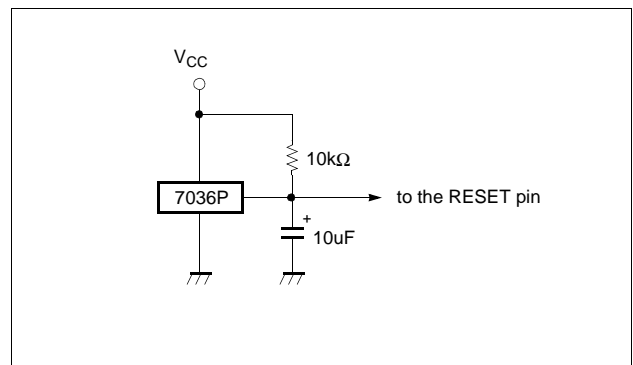 V_CC
10kΩ
7036P
to the RESET pin
+
10uF